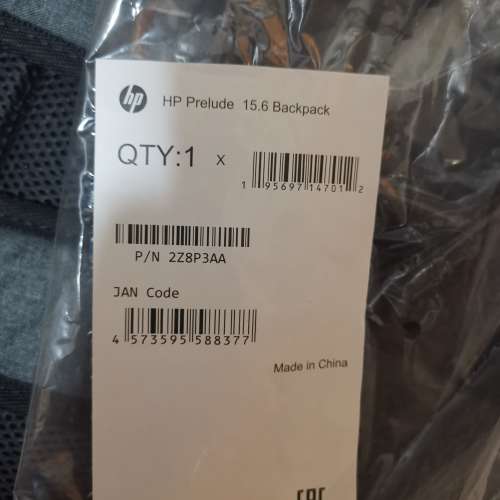 hp
HP Prelude 15.6 Backpack
QTY:1 x
1 95697 14701 2
P/N 2Z8P3AA
JAN Code
4 573595 588377
Made in China
EAC